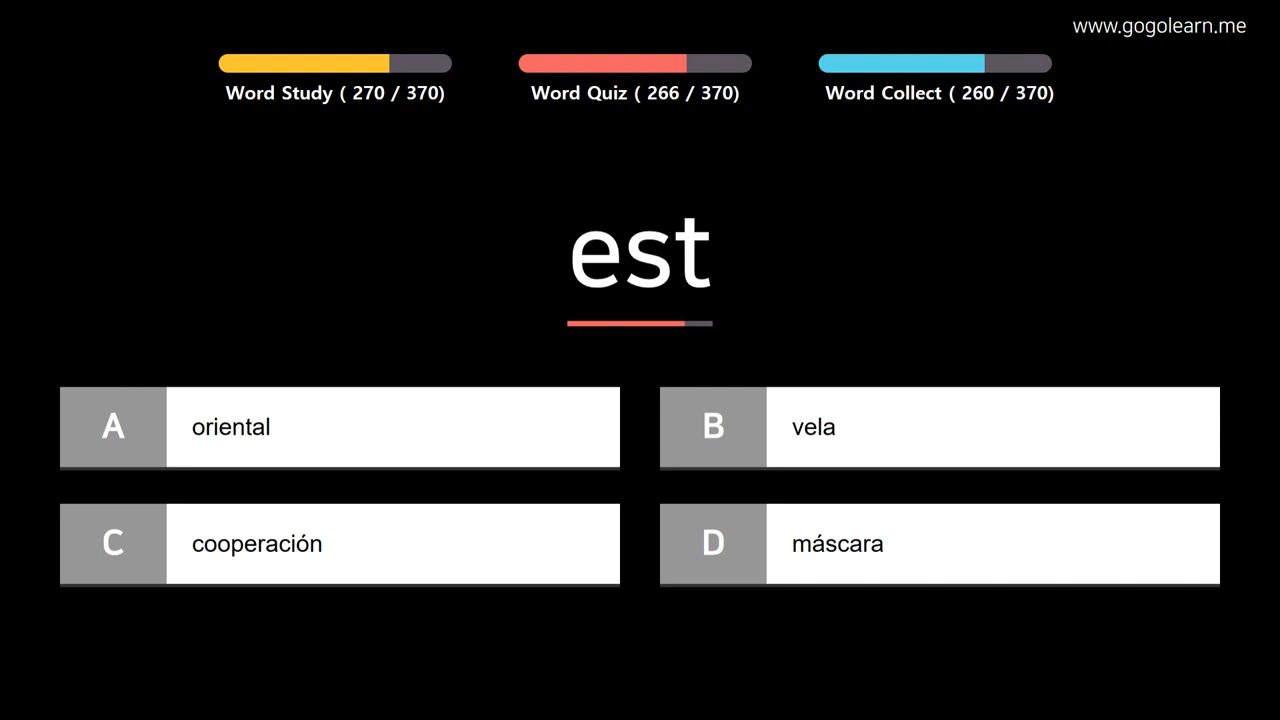 www.gogolearn.me
Word Study ( 270 / 370)
Word Quiz ( 266 / 370)
Word Collect ( 260 / 370)
est
A oriental
B vela
C cooperación
D máscara